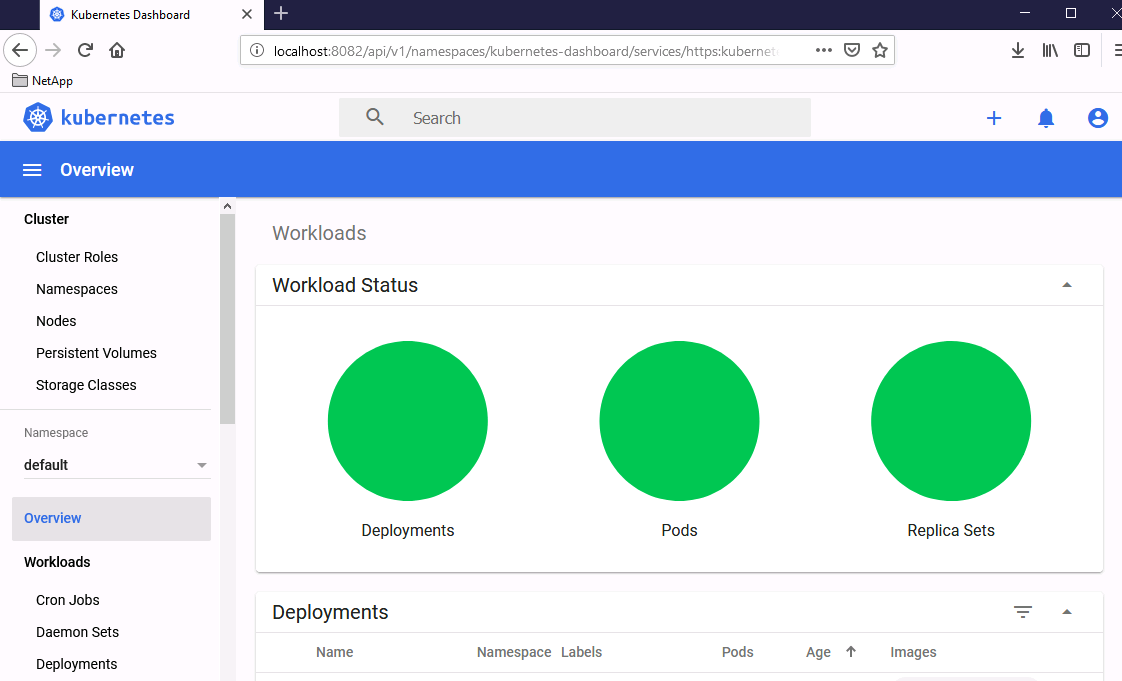 Kubernetes Dashboard
localhost:8082/api/v1/namespaces/kubernetes-dashboard/services/https:kubernet
NetApp
kubernetes
Search
Overview
Cluster
Cluster Roles
Namespaces
Nodes
Persistent Volumes
Storage Classes
Namespace
default
Overview
Workloads
Cron Jobs
Daemon Sets
Deployments
Workloads
Workload Status
Deployments Pods Replica Sets
Deployments
Name Namespace Labels Pods Age Images